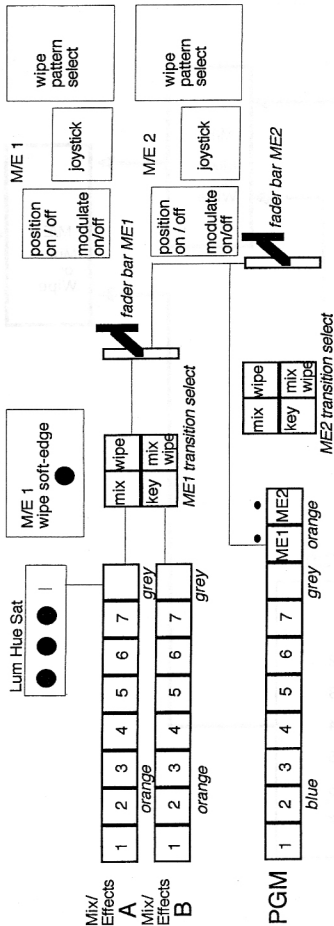 Lum Hue Sat
M/E 1
wipe soft-edge
M/E 1
position
on / off
modulate
on/off
joystick
wipe
pattern
select
Mix/
Effects
A
1 2 3 4 5 6 7
orange
grey
mix wipe
key mix
wipe
ME1 transition select
fader bar ME1
Mix/
Effects
B
1 2 3 4 5 6 7
orange
grey
M/E 2
position
on / off
modulate
on/off
joystick
wipe
pattern
select
PGM
1 2 3 4 5 6 7 ME1 ME2
blue
grey
orange
mix wipe
key mix
wipe
ME2 transition select
fader bar ME2